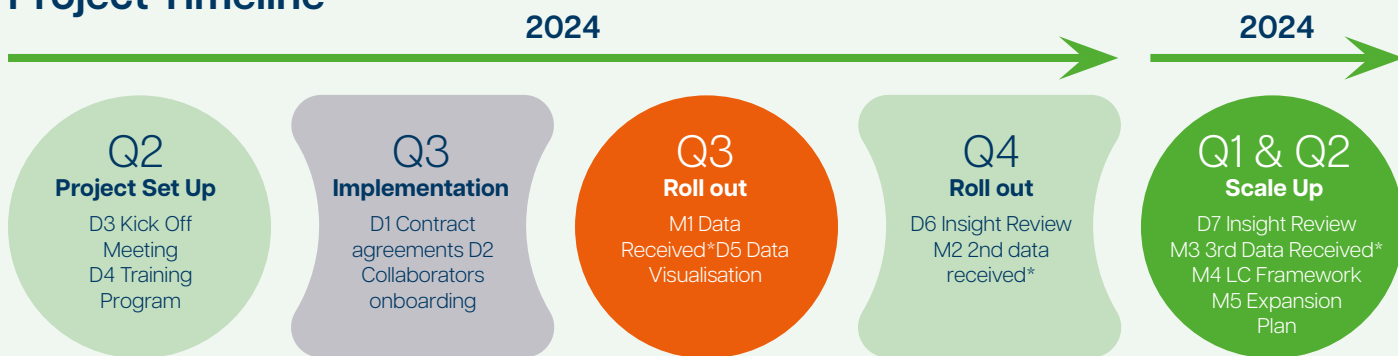 Project Timeline
2024
2024
Q2
Project Set Up
D3 Kick Off
Meeting
D4 Training
Program
Q3
Implementation
D1 Contract
agreements D2
Collaborators
onboarding
Q3
Roll out
M1 Data
Received*D5 Data
Visualisation
Q4
Roll out
D6 Insight Review
M2 2nd data
received*
Q1 & Q2
Scale Up
D7 Insight Review
M3 3rd Data Received*
M4 LC Framework
M5 Expansion
Plan